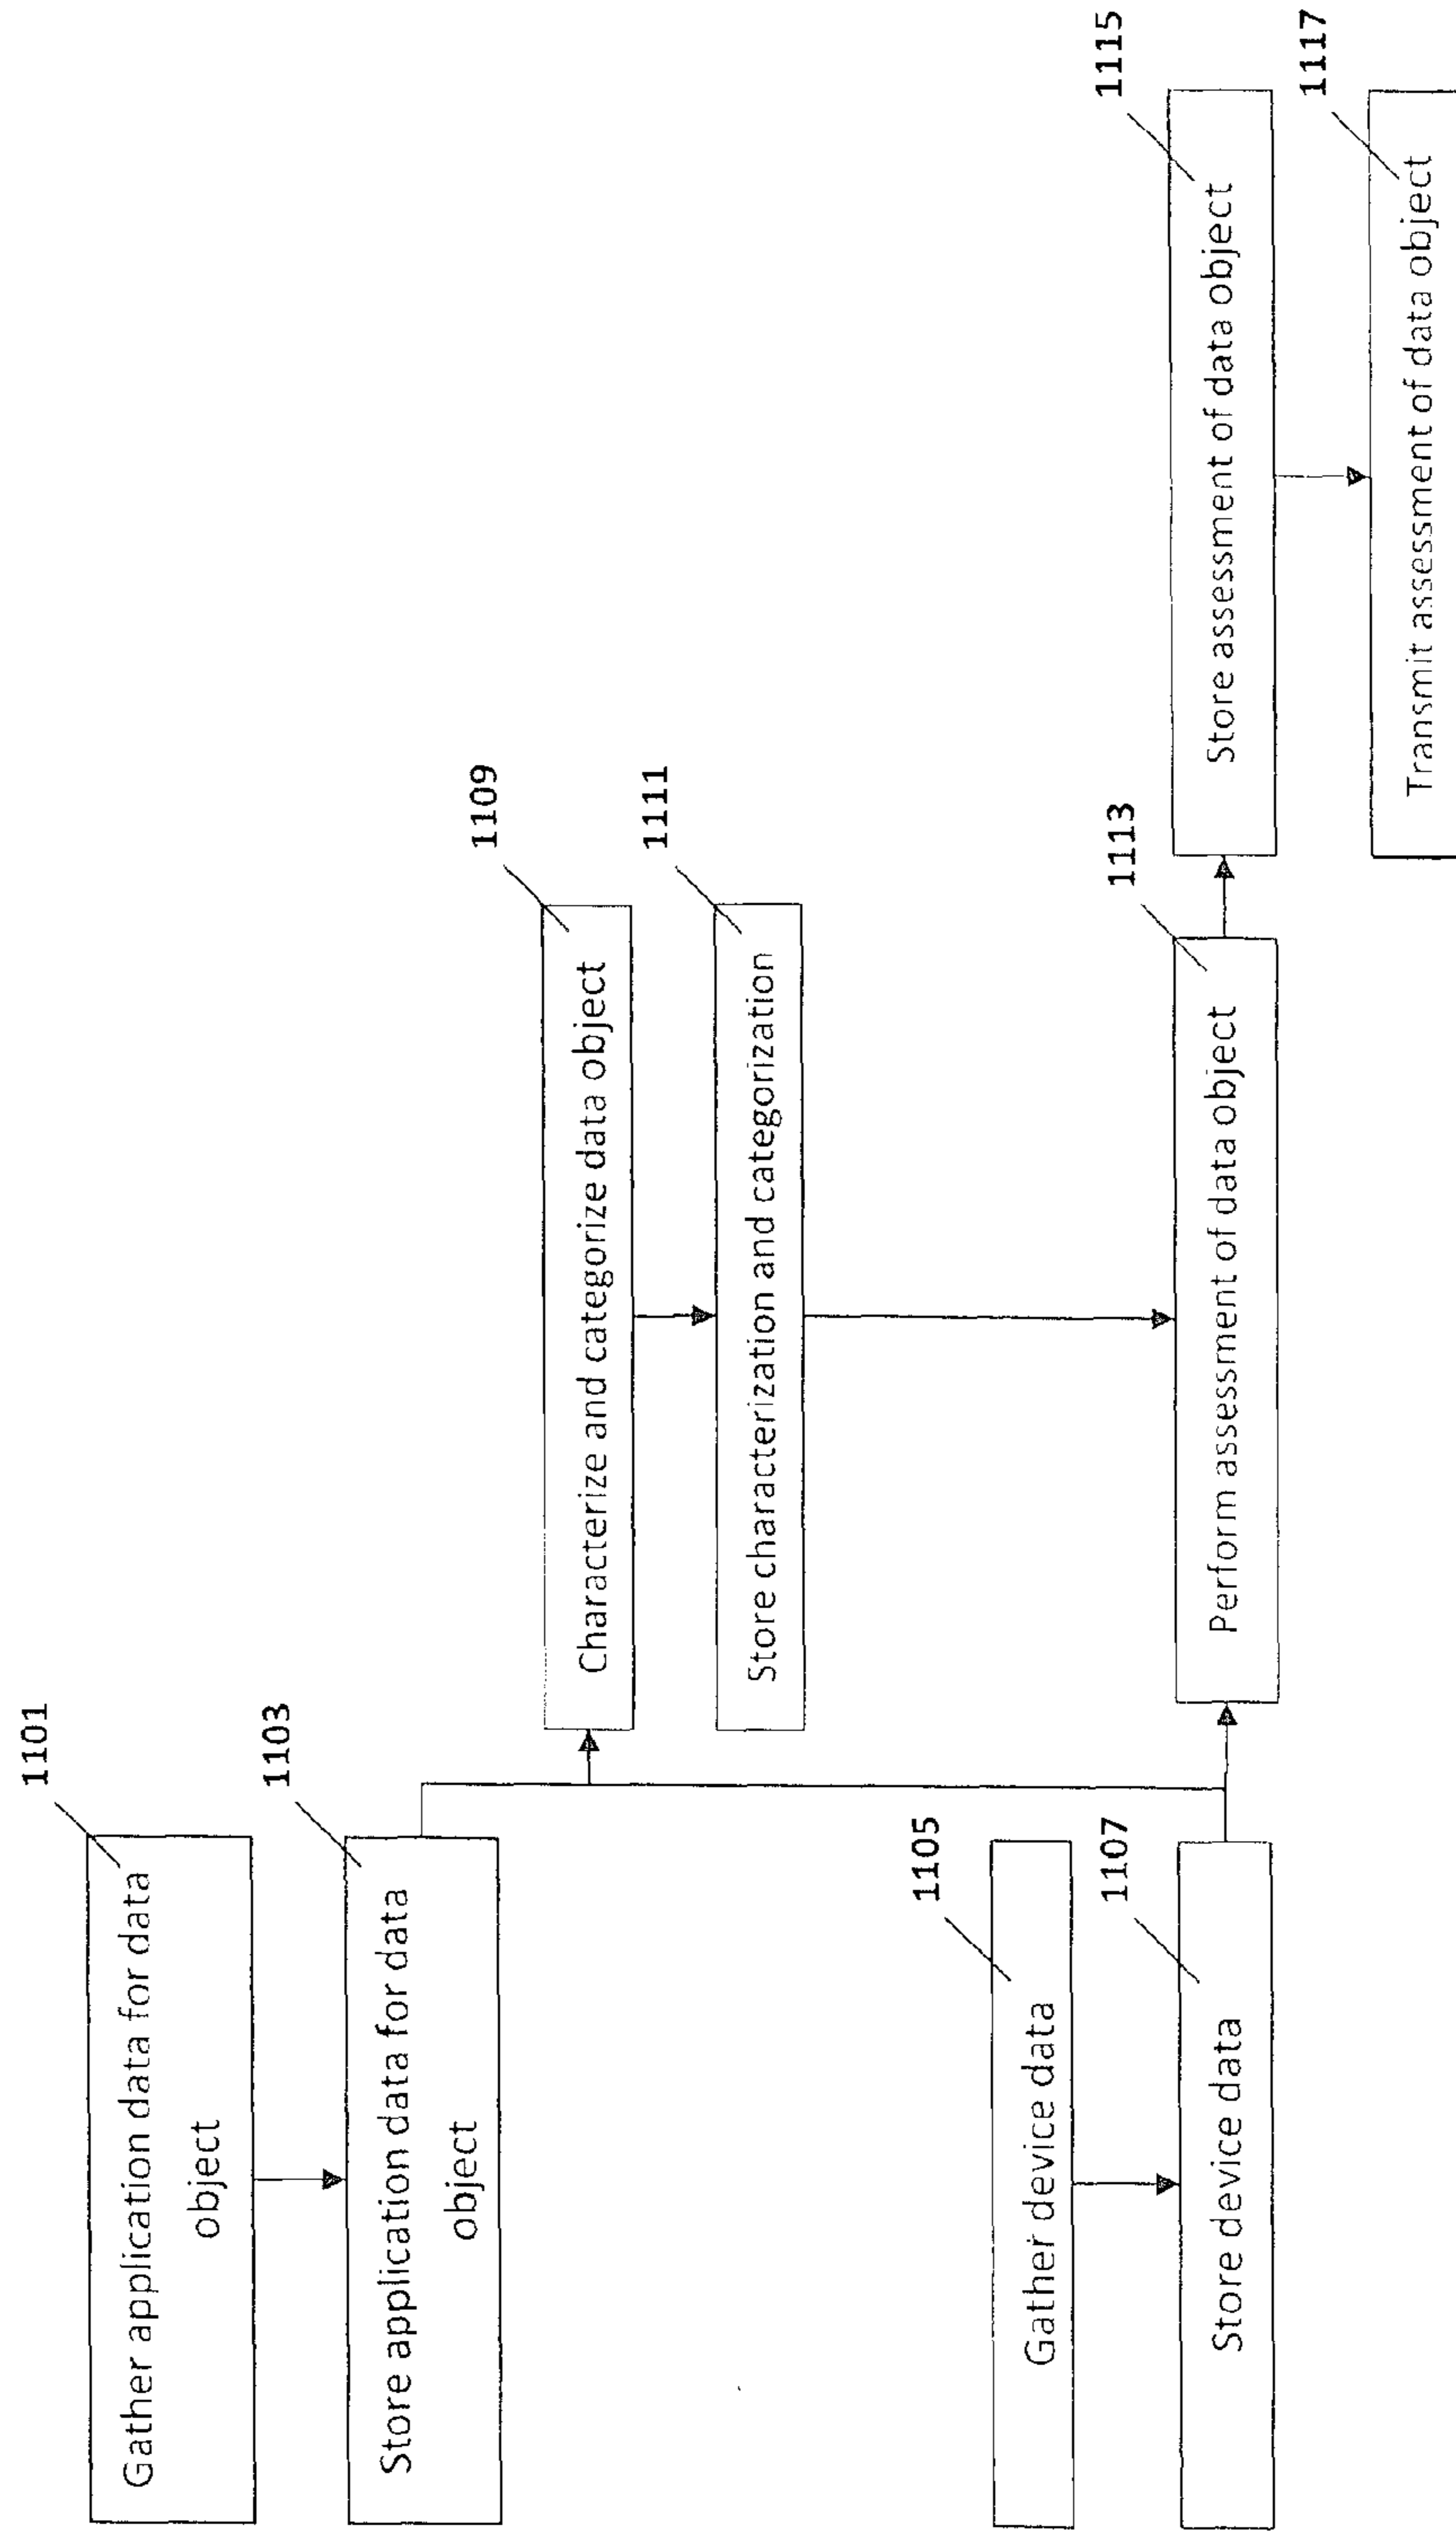 1101
Gather application data for data
object
1103
Store application data for data
object
1105
Gather device data
1107
Store device data
1109
Characterize and categorize data object
1111
Store characterization and categorization
1113
Perform assessment of data object
1115
Store assessment of data object
1117
Transmit assessment of data object